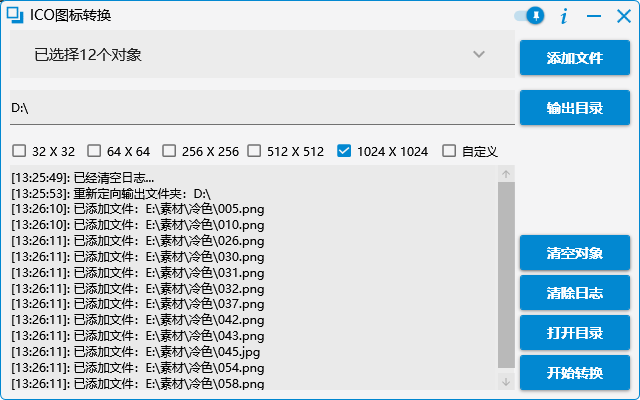 ICO图标转换
已选择12个对象
添加文件
D:\
输出目录
32 X 32 64 X 64 256 X 256 512 X 512 1024 X 1024 自定义
[13:25:49]: 已经清空日志...
[13:25:53]: 重新定向输出文件夹：D:\
[13:26:10]: 已添加文件：E:\素材\冷色\005.png
[13:26:10]: 已添加文件：E:\素材\冷色\010.png
[13:26:11]: 已添加文件：E:\素材\冷色\026.png
[13:26:11]: 已添加文件：E:\素材\冷色\030.png
[13:26:11]: 已添加文件：E:\素材\冷色\031.png
[13:26:11]: 已添加文件：E:\素材\冷色\032.png
[13:26:11]: 已添加文件：E:\素材\冷色\037.png
[13:26:11]: 已添加文件：E:\素材\冷色\042.png
[13:26:11]: 已添加文件：E:\素材\冷色\043.png
[13:26:11]: 已添加文件：E:\素材\冷色\045.jpg
[13:26:11]: 已添加文件：E:\素材\冷色\054.png
[13:26:11]: 已添加文件：E:\素材\冷色\058.png
清空对象
清除日志
打开目录
开始转换